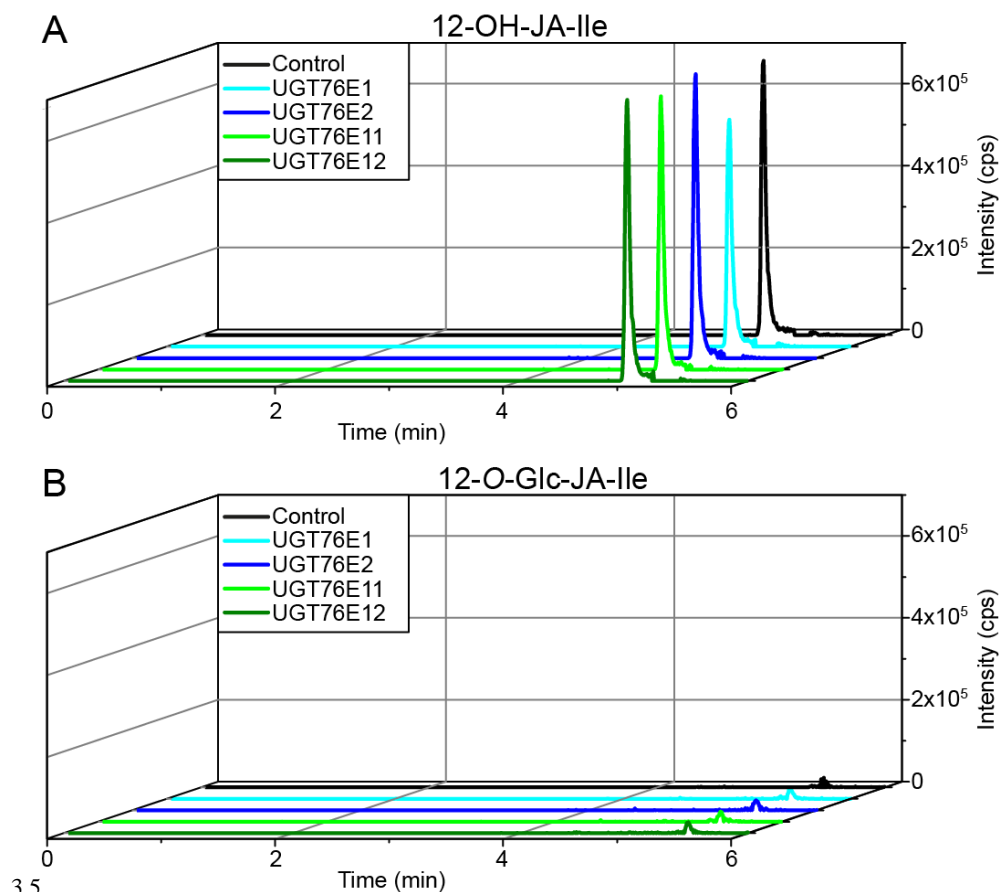 A
12-OH-JA-Ile
Control
UGT76E1
UGT76E2
UGT76E11
UGT76E12
6x10⁵
4x10⁵
2x10⁵
0
Intensity (cps)
0
2
4
6
Time (min)
B
12-O-Glc-JA-Ile
Control
UGT76E1
UGT76E2
UGT76E11
UGT76E12
6x10⁵
4x10⁵
2x10⁵
0
Intensity (cps)
0
2
4
6
Time (min)
3.5